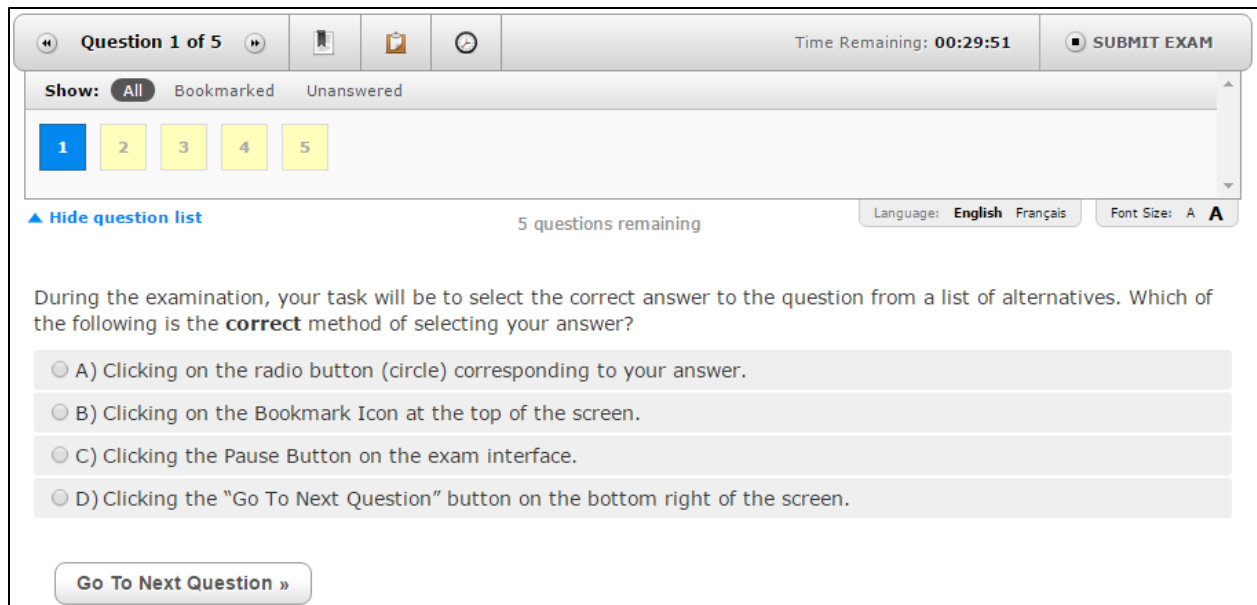 Question 1 of 5 Time Remaining: 00:29:51 SUBMIT EXAM
Show: All Bookmarked Unanswered
1 2 3 4 5
Hide question list 5 questions remaining Language: English Français Font Size: A A
During the examination, your task will be to select the correct answer to the question from a list of alternatives. Which of
the following is the correct method of selecting your answer?
A) Clicking on the radio button (circle) corresponding to your answer.
B) Clicking on the Bookmark Icon at the top of the screen.
C) Clicking the Pause Button on the exam interface.
D) Clicking the “Go To Next Question” button on the bottom right of the screen.
Go To Next Question »